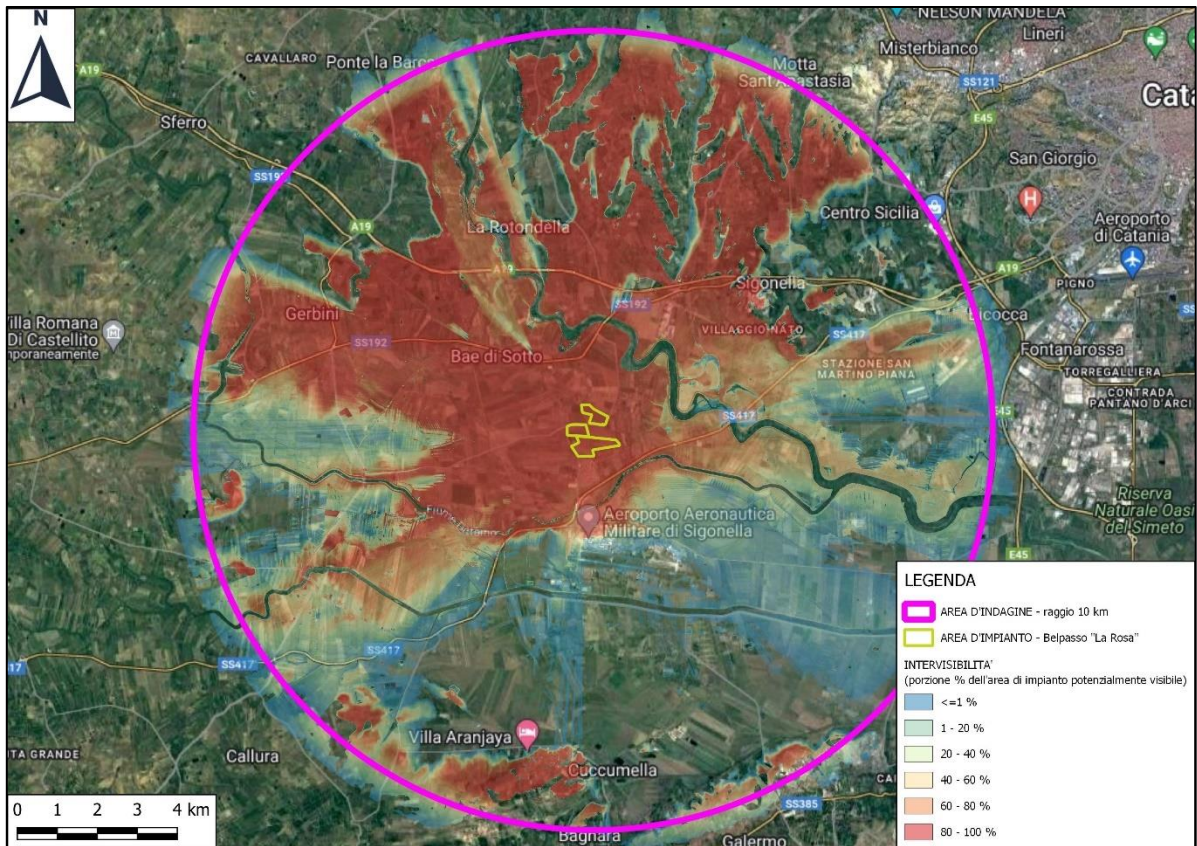 N
"NELSON MANDELA"
Lineri
Misterbianco
CAVALLARO
Ponte la Barca
Motta
Sant'Anastasia
A19
SS121
Cata
E45
Sferro
San Giorgio
H
SS19
Centro Sicilia
Aeroporto
di Catania
La Rotondella
A19
A19
Sigonella
A19
PIGNO
SS192
Gerbini
Villa Romana
Di Castellito
mporaneamente
VILLAGGIO NATO
SS417
Licocca
SS192
Bae di Sotto
Fontanarossa
STAZIONE SAN
MARTINO PIANA
TORREGALLIERA
CONTRADA
PANTANO D'ARCI
SS417
E45
Riserva
Naturale Oasi
del Simeto
Aeroporto Aeronautica
Militare di Sigonella
E45
SS417
SS417
17
Villa Aranjaya
Callura
Cuccumella
SS385
Bagnara
Galermo
0 1 2 3 4 km
LEGENDA
AREA D'INDAGINE - raggio 10 km
AREA D'IMPIANTO - Belpasso "La Rosa"
INTERVISIBILITA'
(porzione % dell'area di impianto potenzialmente visibile)
<=1 %
1 - 20 %
20 - 40 %
40 - 60 %
60 - 80 %
80 - 100 %